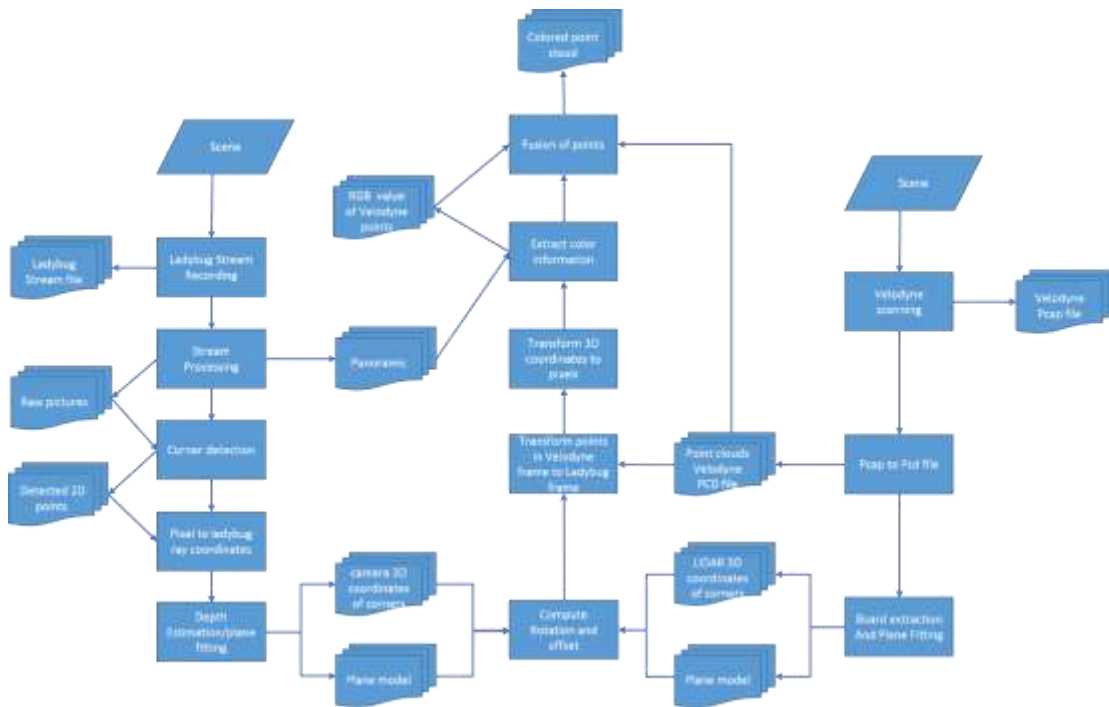 Colored point
cloud
Scene
Fusion of points
Scene
RGB value
of Velodyne
points
Ladybug
Stream file
Ladybug Stream
Recording
Extract color
information
Velodyne
scanning
Velodyne
Pcap file
Stream
Processing
Panoramic
Transform 3D
coordinates to
pixels
Raw pictures
Corner detection
Transform points
in Velodyne
frame to Ladybug
frame
Point clouds
Velodyne
PCD file
Pcap to Pcd file
Detected 2D
points
Pixel to ladybug
ray coordinates
camera 3D
coordinates
of corners
LIDAR 3D
coordinates
of corners
Depth
Estimation/plane
fitting
Compute
Rotation and
offset
Board extraction
And Plane Fitting
Plane model
Plane model